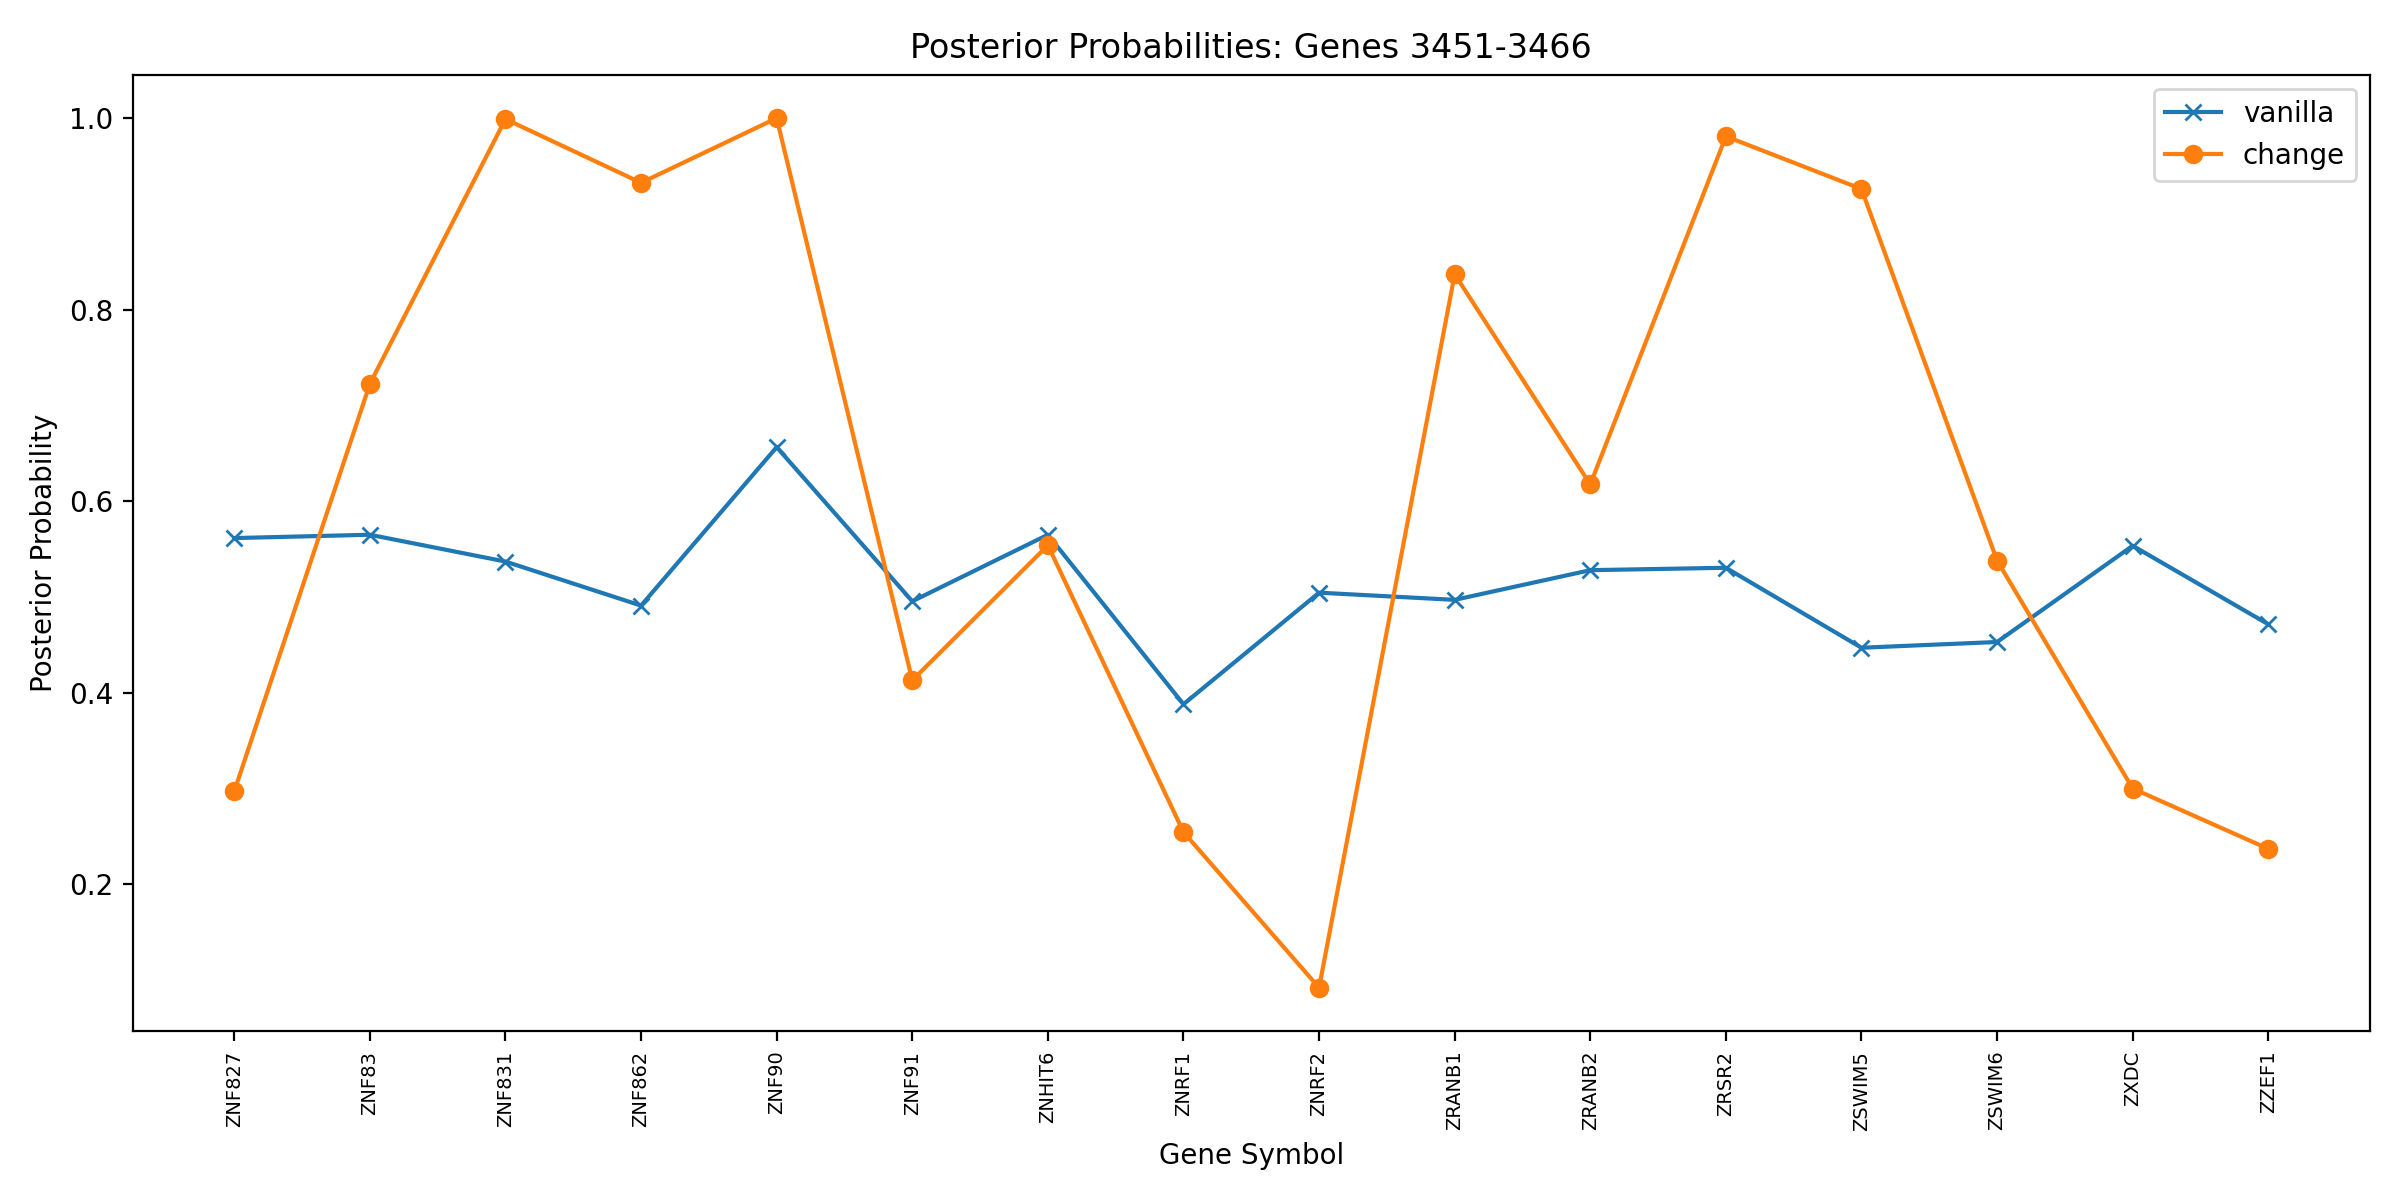 Posterior Probabilities: Genes 3451-3466
vanilla
change
Posterior Probability
1.0
0.8
0.6
0.4
0.2
ZNF827
ZNF83
ZNF831
ZNF862
ZNF90
ZNF91
ZNHIT6
ZNRF1
ZNRF2
ZRANB1
ZRANB2
ZRSR2
ZSWIM5
ZSWIM6
ZXDC
ZZEF1
Gene Symbol